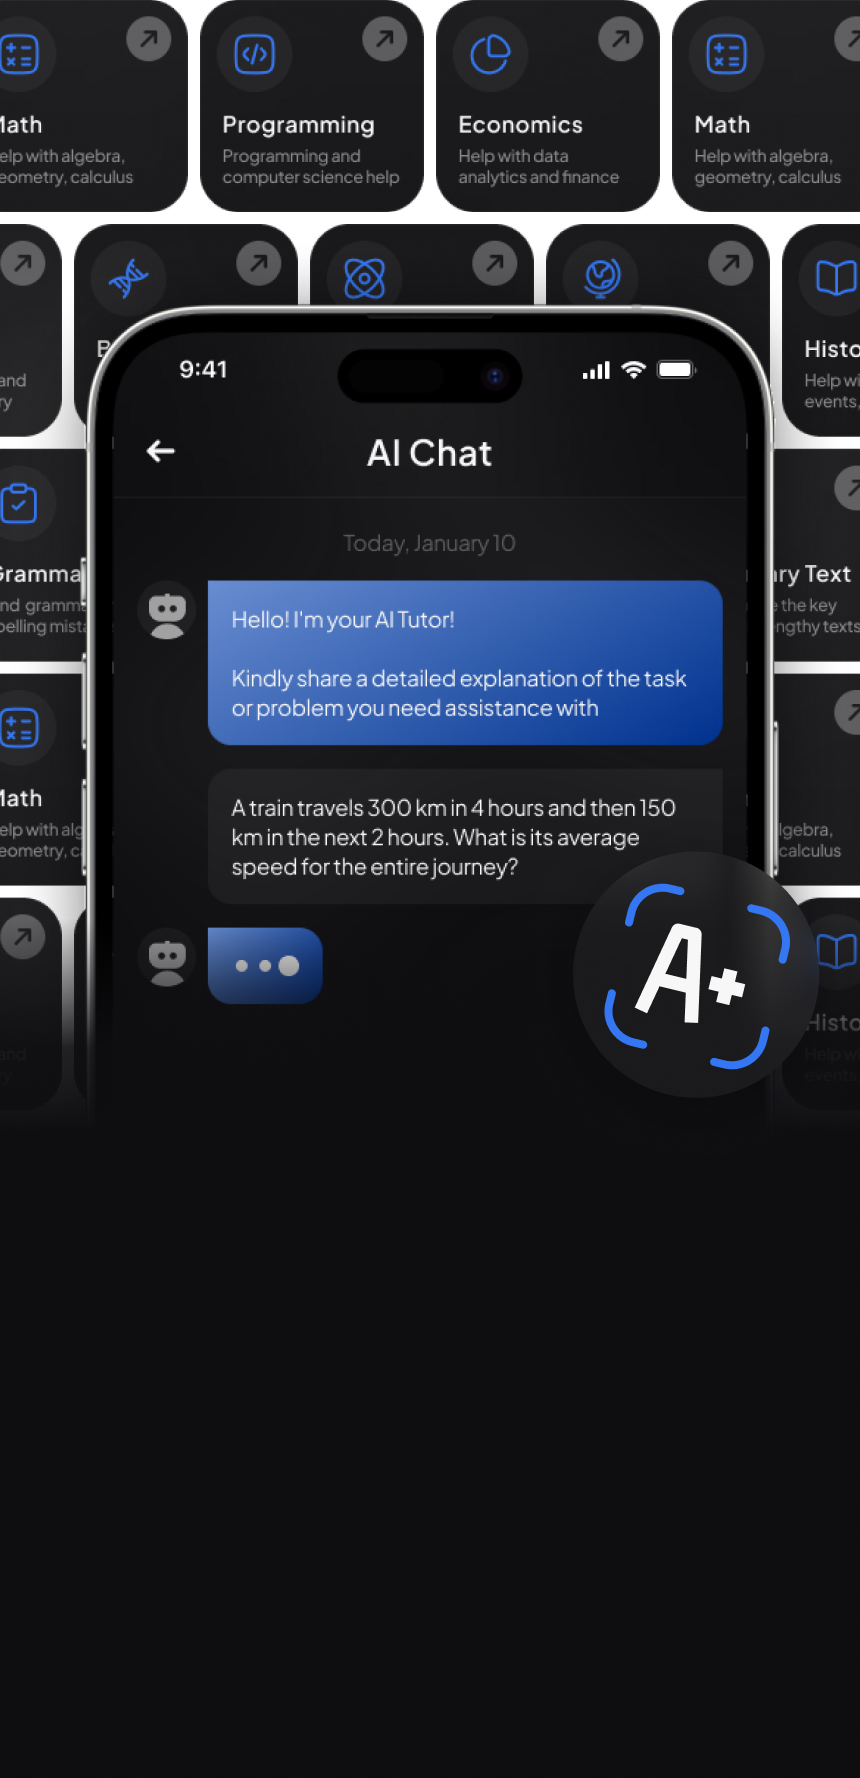 Math
Programming
Economics
Math
elp with algebra,
Programming and
Help with data
Help with algebra,
eometry, calculus
computer science help
analytics and finance
geometry, calculus
Histo
and
Help wi
ry
events,
9:41
AI Chat
Today, January 10
Gramma
ry Text
nd gramm
e the key
pelling mista
engthy texts
Hello! I'm your AI Tutor!
Kindly share a detailed explanation of the task
or problem you need assistance with
Math
elp with alg
lgebra,
eometry, c
calculus
A train travels 300 km in 4 hours and then 150
km in the next 2 hours. What is its average
speed for the entire journey?
A+
Histo
and
Help wi
ry
events,